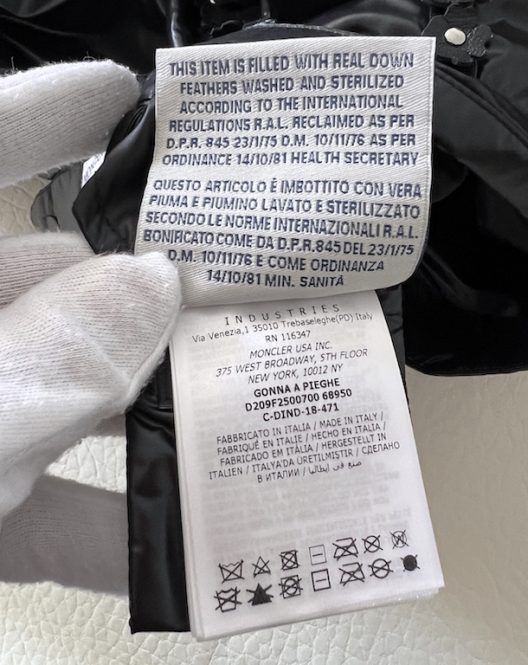 THIS ITEM IS FILLED WITH REAL DOWN
FEATHERS WASHED AND STERILIZED
ACCORDING TO THE INTERNATIONAL
REGULATIONS R.A.L. RECLAIMED AS PER
D.P.R. 845 23/1/75 D.M. 10/11/76 AS PER
ORDINANCE 14/10/81 HEALTH SECRETARY
QUESTO ARTICOLO È IMBOTTITO CON VERA
PIUMA E PIUMINO LAVATO E STERILIZZATO
SECONDO LE NORME INTERNAZIONALI R.A.L.
BONIFICATO COME DA D.P.R.845 DEL 23/1/75
D.M. 10/11/76 E COME ORDINANZA
14/10/81 MIN. SANITÀ
INDUSTRIES
Via Venezia,1 35010 Trebaseleghe(PD) Italy
RN 116347
MONCLER USA INC.
375 WEST BROADWAY, 5TH FLOOR
NEW YORK, 10012 NY
GONNA A PIEGHE
D209F2500700 68950
C-DIND-18-471
FABBRICATO IN ITALIA / MADE IN ITALY /
FABRIQUÉ EN ITALIE / HECHO EN ITALIA /
FABRICADO EM ITÁLIA / HERGESTELLT IN
ITALIEN / ITALYA'DA ÜRETILMIŞTIR / СДЕЛАНО
В ИТАЛИИ / صنع في إيطاليا